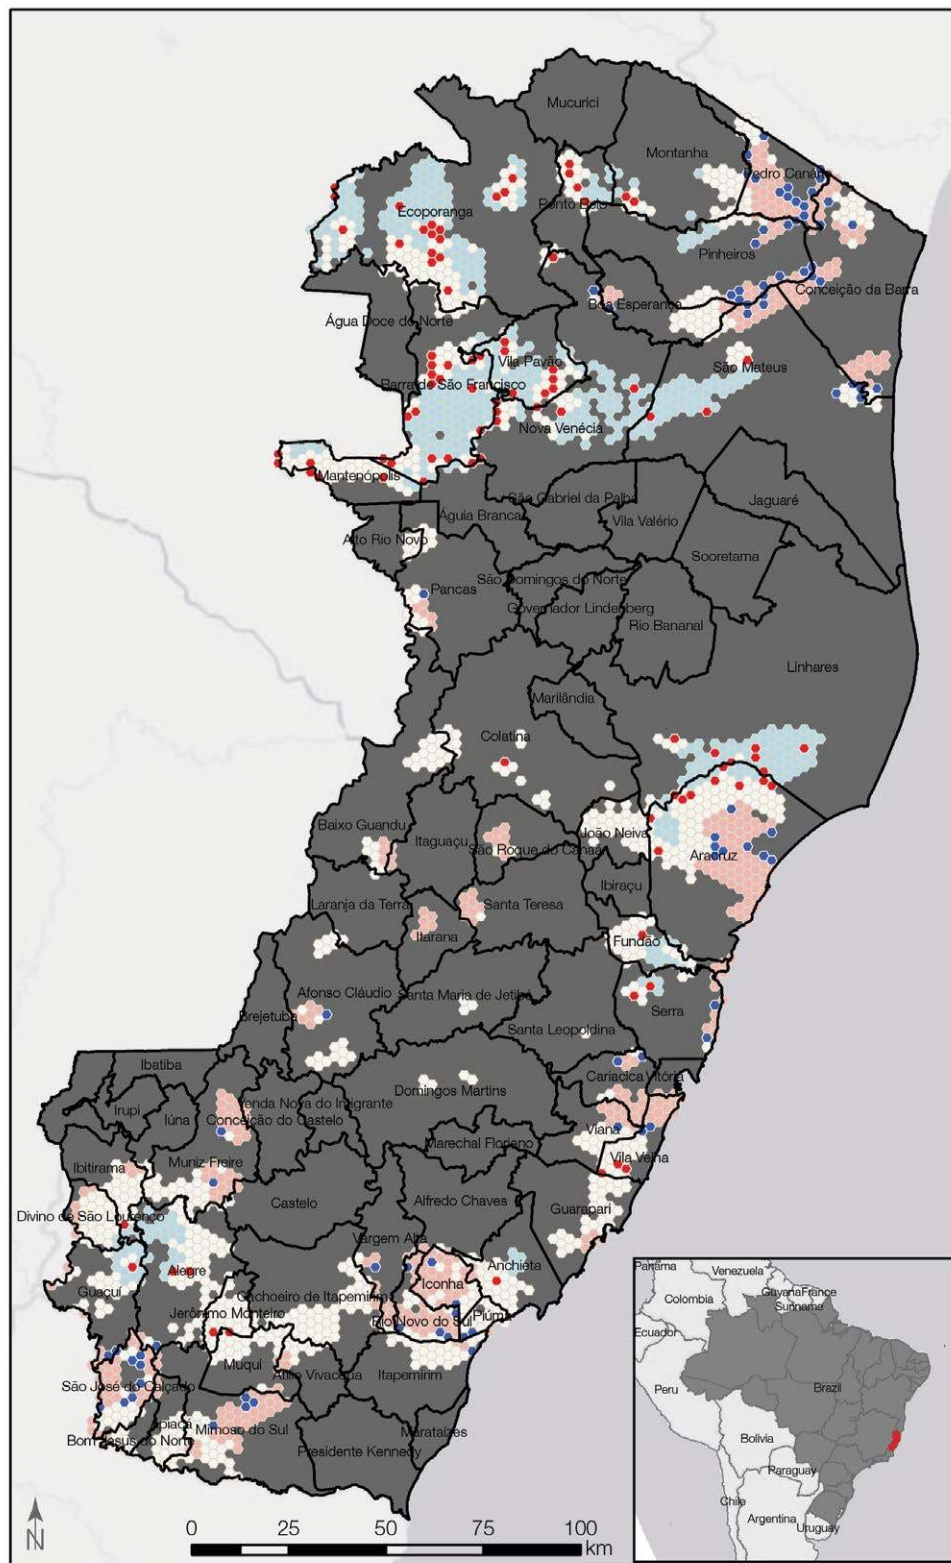 Mucurici
Montanha
Pedro Canário
Ecoporanga
Ponto Belo
Pinheiros
Conceição da Barra
Boa Esperança
Água Doce do Norte
Vila Pavão
São Mateus
Barra de São Francisco
Nova Venécia
Mantenópolis
São Gabriel da Palha
Jaguaré
Águia Branca
Vila Valério
Alto Rio Novo
Sooretama
São Domingos do Norte
Pancas
Governador Lindenberg
Rio Bananal
Linhares
Marilândia
Colatina
Baixo Guandu
Itaguaçu
João Neiva
São Roque do Canaã
Aracruz
Ibiraçu
Laranja da Terra
Santa Teresa
Itarana
Fundão
Afonso Cláudio
Santa Maria de Jetibá
Brejetuba
Serra
Santa Leopoldina
Ibatiba
Cariacica
Vitória
Domingos Martins
Irupi
Iúna
Venda Nova do Imigrante
Conceição do Castelo
Viana
Marechal Floriano
Vila Velha
Ibitirama
Muniz Freire
Castelo
Alfredo Chaves
Guarapari
Divino de São Lourenço
Vargem Alta
Anchieta
Alegre
Iconha
Guaçuí
Cachoeiro de Itapemirim
Jerônimo Monteiro
Rio Novo do Sul
Piúma
Muqui
Atílio Vivacqua
Itapemirim
São José do Calçado
Apiacá
Mimoso do Sul
Bom Jesus do Norte
Marataízes
Presidente Kennedy
N
0 25 50 100
km
Panama
Venezuela
Guyana
France
Colombia
Suriname
Ecuador
Peru
Brazil
Bolivia
Paraguay
Chile
Argentina
Uruguay